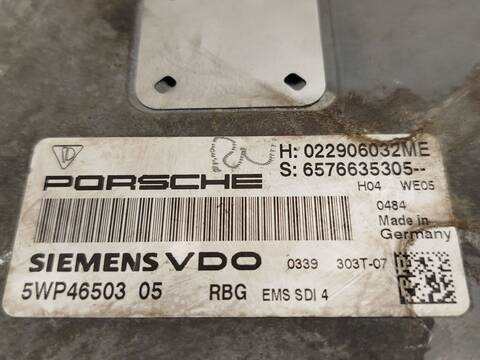 H: 022906032ME
S: 6576635305--
PORSCHE
H04 WE05
0484
Made in
Germany
SIEMENS VDO
0339 303T-07
5WP46503 05 RBG EMS SDI 4